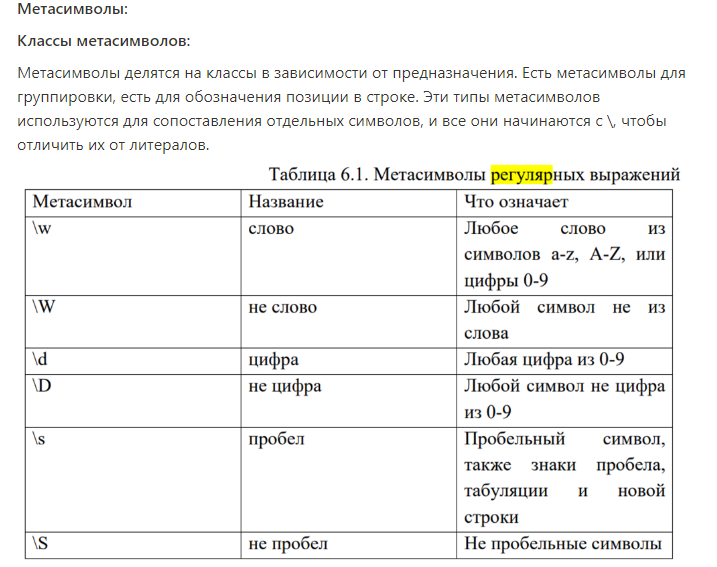 Метасимволы:
Классы метасимволов:
Метасимволы делятся на классы в зависимости от предназначения. Есть метасимволы для
группировки, есть для обозначения позиции в строке. Эти типы метасимволов
используются для сопоставления отдельных символов, и все они начинаются с \, чтобы
отличить их от литералов.
Таблица 6.1. Метасимволы регулярных выражений
Метасимвол Название Что означает
\w слово Любое слово из
символов a-z, A-Z, или
цифры 0-9
\W не слово Любой символ не из
слова
\d цифра Любая цифра из 0-9
\D не цифра Любой символ не цифра
из 0-9
\s пробел Пробельный символ,
также знаки пробела,
табуляции и новой
строки
\S не пробел Не пробельные символы